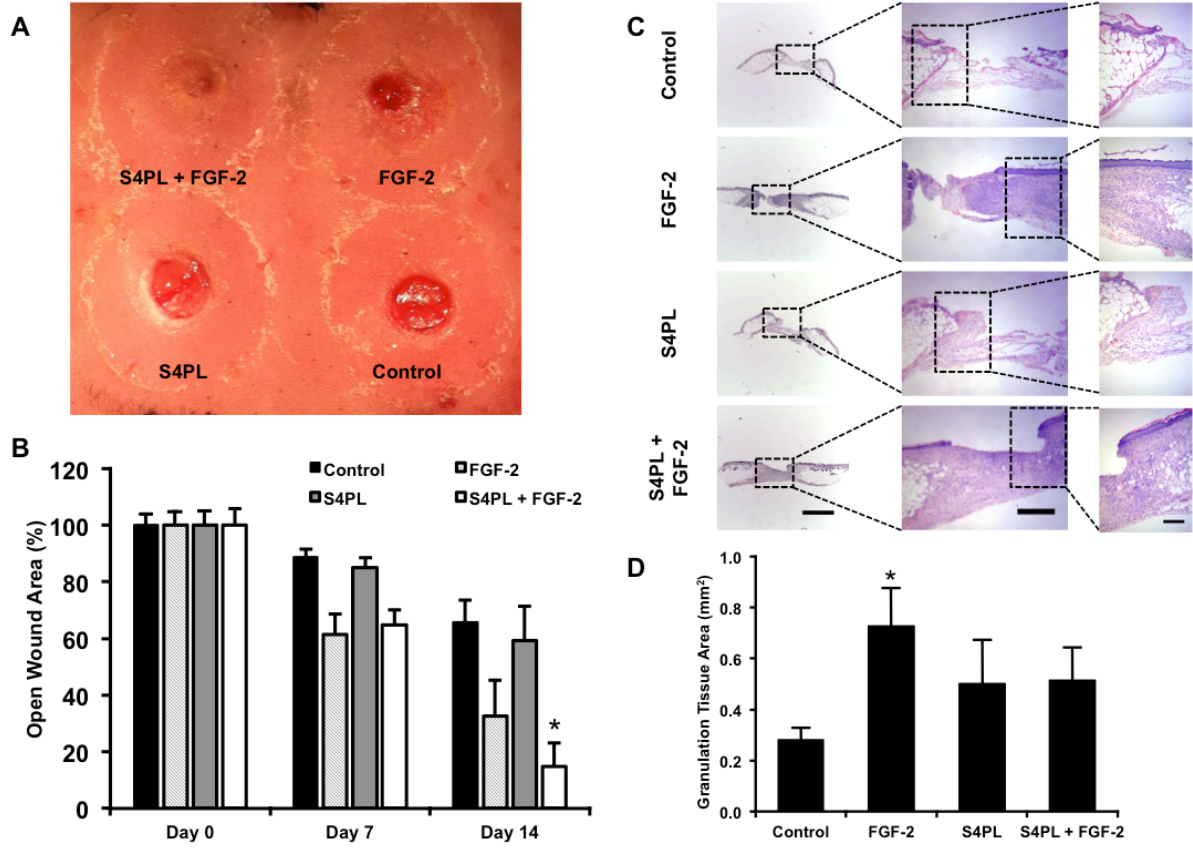 A
S4PL + FGF-2
FGF-2
S4PL
Control
B
Open Wound Area (%)
120
100
80
60
40
20
0
Control
FGF-2
S4PL
S4PL + FGF-2
*
Day 0
Day 7
Day 14
C
Control
FGF-2
S4PL
S4PL +
FGF-2
D
Granulation Tissue Area (mm²)
1.0
0.8
0.6
0.4
0.2
0.0
*
Control
FGF-2
S4PL
S4PL + FGF-2